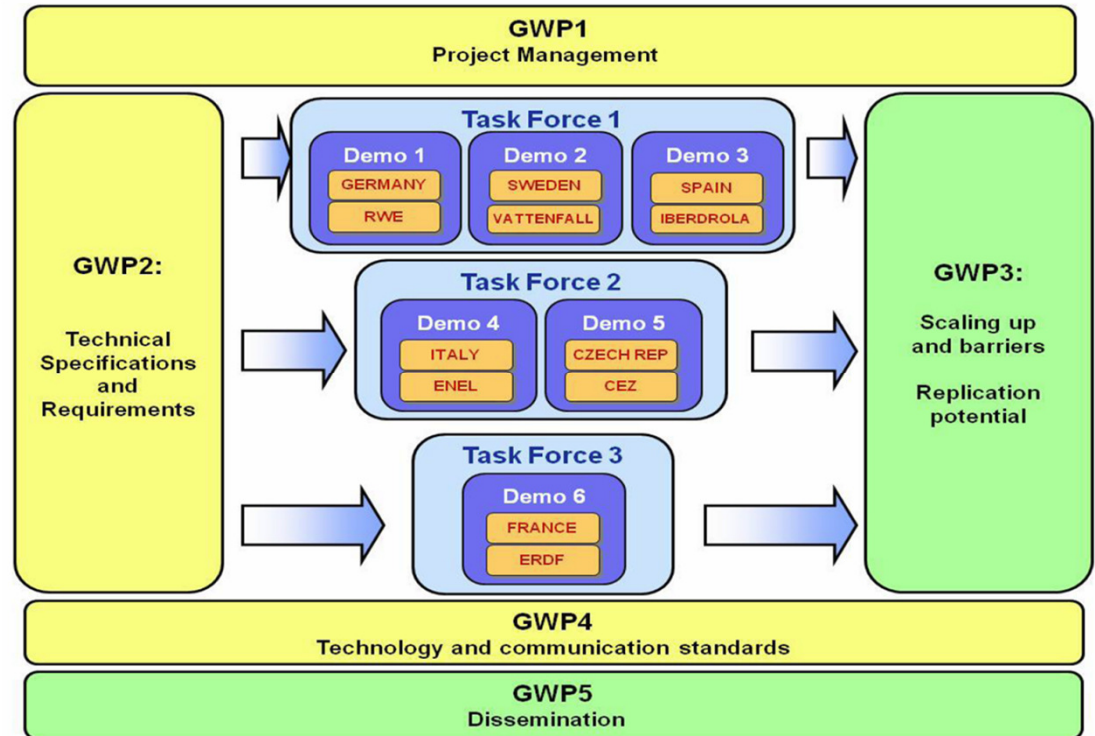 GWP1
Project Management
GWP2:
Technical
Specifications
and
Requirements
Task Force 1
Demo 1
GERMANY
RWE
Demo 2
SWEDEN
VATTENFALL
Demo 3
SPAIN
IBERDROLA
Task Force 2
Demo 4
ITALY
ENEL
Demo 5
CZECH REP
CEZ
Task Force 3
Demo 6
FRANCE
ERDF
GWP3:
Scaling up
and barriers
Replication
potential
GWP4
Technology and communication standards
GWP5
Dissemination